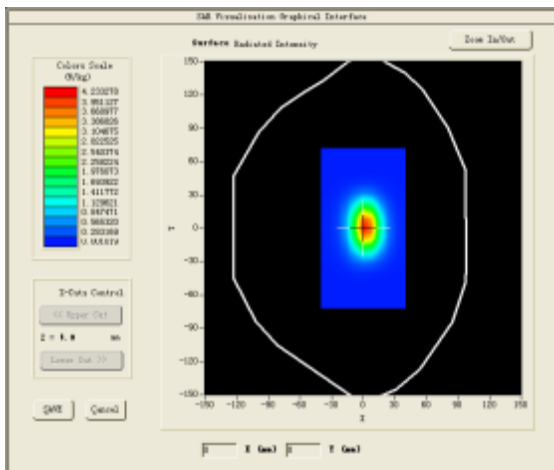 SAR Visualisation Graphical Interface
Surface Radiated Intensity
Zoom In/Out
Colors Scale
(W/kg)
4.233270
3.951127
3.668977
3.386826
3.104675
2.822525
2.540374
2.258224
1.976073
1.693922
1.411772
1.129621
0.847471
0.565320
0.283169
150
120
90
60
30
0
-30
-60
-90
-120
-150
Y
-150
-120
-90
-60
-30
0
30
60
90
120
150
X
Z-Cuts Control
<< Upper Cut
Z = mm
Lower Cut >>
SAVE
Cancel
X (mm)
Y (mm)